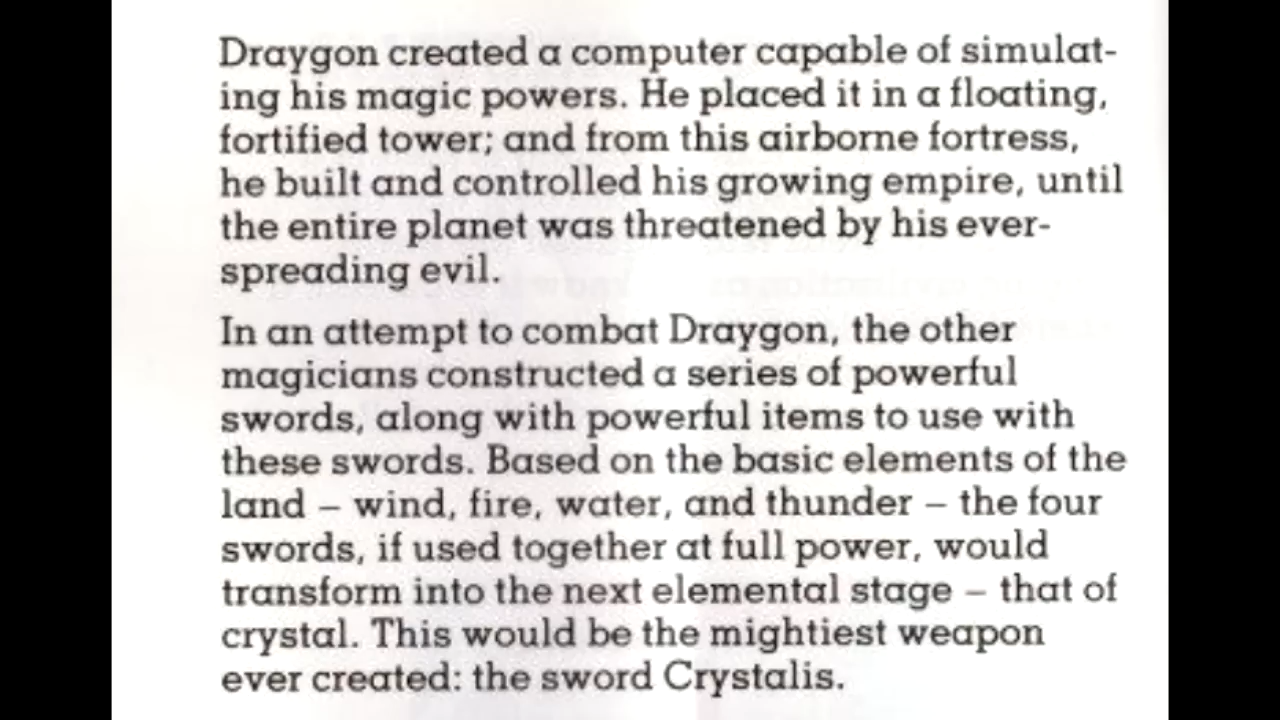 Draygon created a computer capable of simulat-
ing his magic powers. He placed it in a floating,
fortified tower; and from this airborne fortress,
he built and controlled his growing empire, until
the entire planet was threatened by his ever-
spreading evil.
In an attempt to combat Draygon, the other
magicians constructed a series of powerful
swords, along with powerful items to use with
these swords. Based on the basic elements of the
land – wind, fire, water, and thunder – the four
swords, if used together at full power, would
transform into the next elemental stage – that of
crystal. This would be the mightiest weapon
ever created: the sword Crystalis.